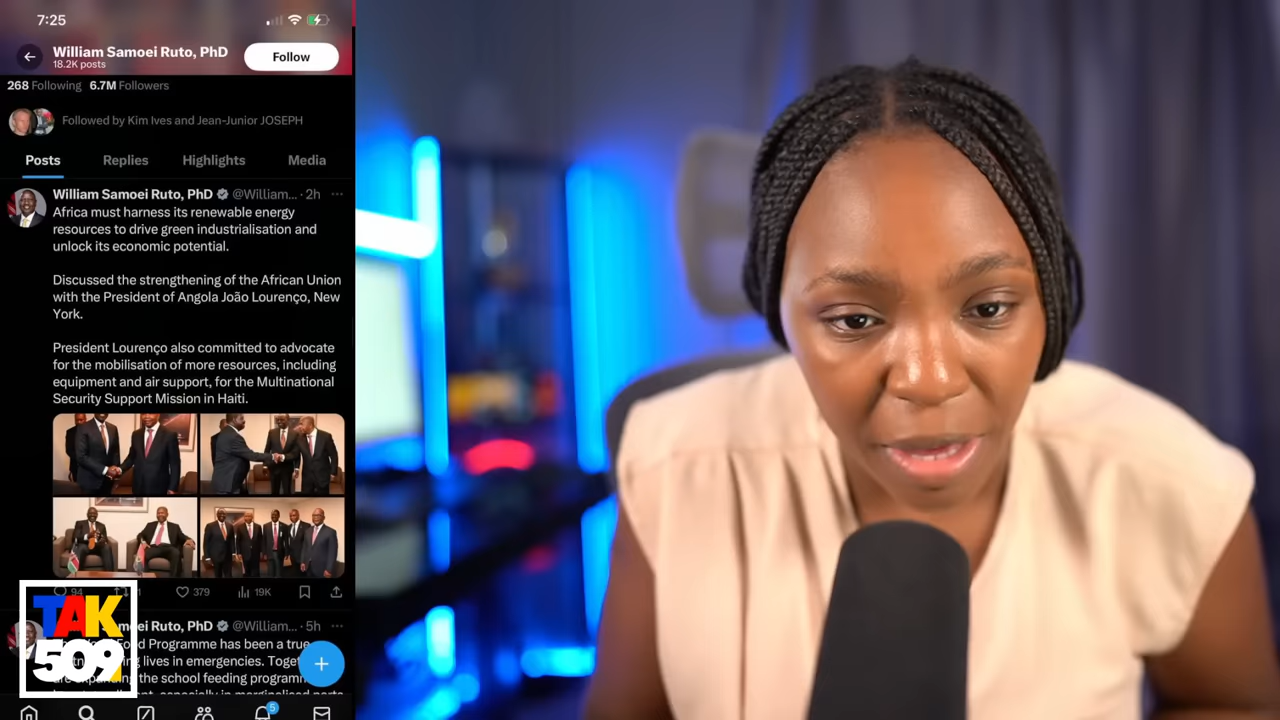 7:25
William Samoei Ruto, PhD
18.2K posts
Follow
268 Following 6.7M Followers
Followed by Kim Ives and Jean-Junior JOSEPH
Posts Replies Highlights Media
William Samoei Ruto, PhD @William... · 2h
Africa must harness its renewable energy
resources to drive green industrialisation and
unlock its economic potential.
Discussed the strengthening of the African Union
with the President of Angola João Lourenço, New
York.
President Lourenço also committed to advocate
for the mobilisation of more resources, including
equipment and air support, for the Multinational
Security Support Mission in Haiti.
94 379 19K
Samoei Ruto, PhD @William... · 5h
Food Programme has been a true
lives in emergencies.
the school feeding
especially in marginalised
TAK
509
5